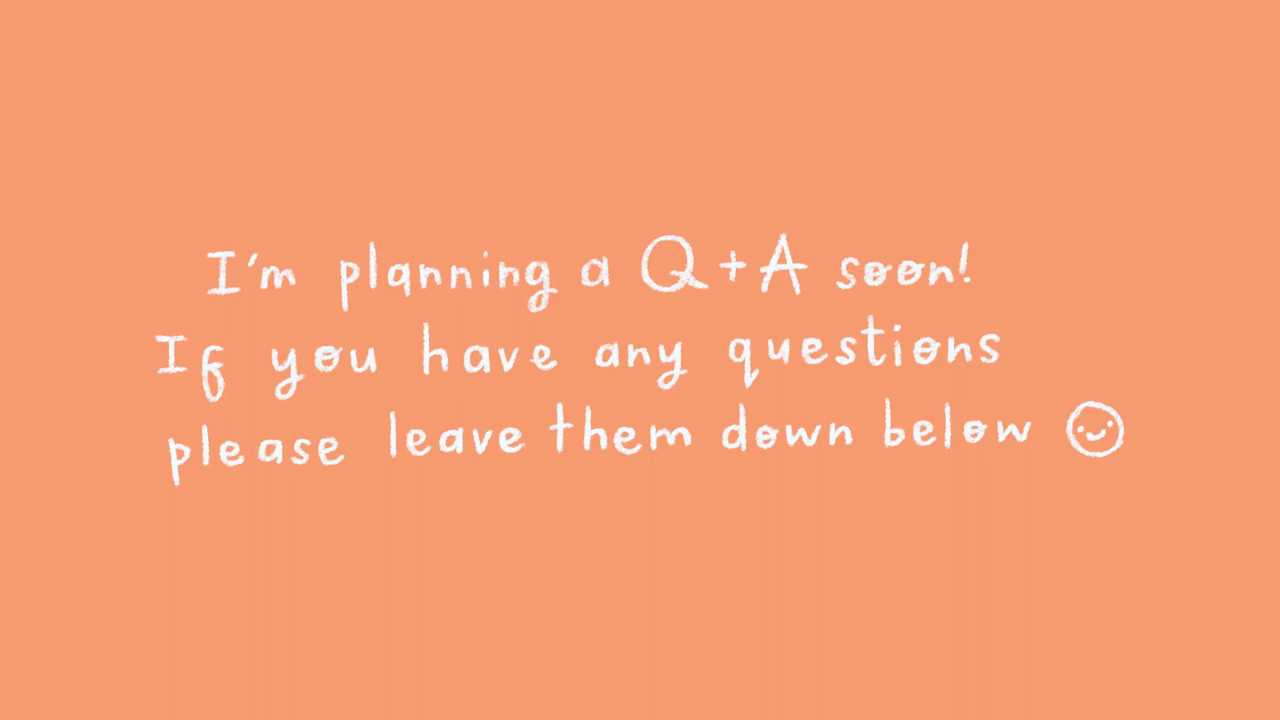 I'm planning a Q+A soon!
If you have any questions
please leave them down below ☺